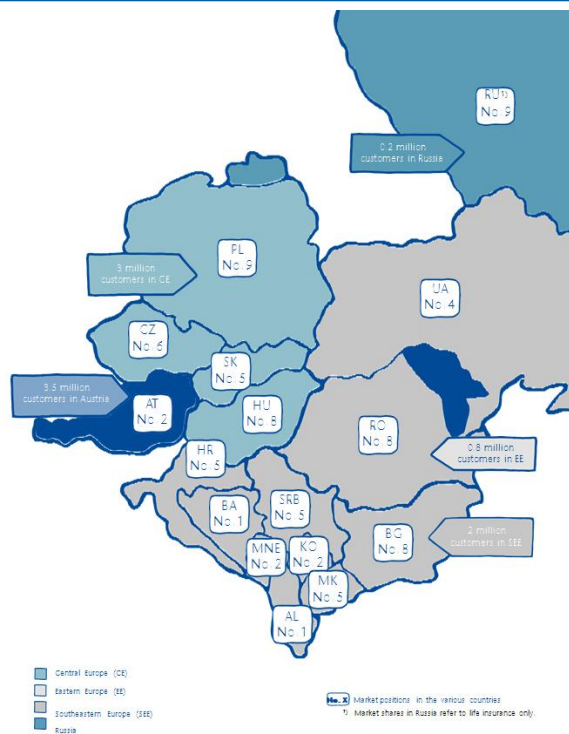 RU¹⁾
No. 9
0.2 million
customers in Russia
PL
No. 9
3 million
customers in CE
UA
No. 4
CZ
No. 6
SK
No. 5
3.5 million
customers in Austria
AT
No. 2
HU
No. 8
RO
No. 8
HR
No. 5
0.8 million
customers in EE
BA
No. 1
SRB
No. 5
BG
No. 8
2 million
customers in SEE
MNE
No. 2
KO
No. 2
MK
No. 5
AL
No. 1
Central Europe (CE)
Eastern Europe (EE)
Southeastern Europe (SEE)
Russia
No. X Market positions in the various countries
¹⁾ Market shares in Russia refer to life insurance only.